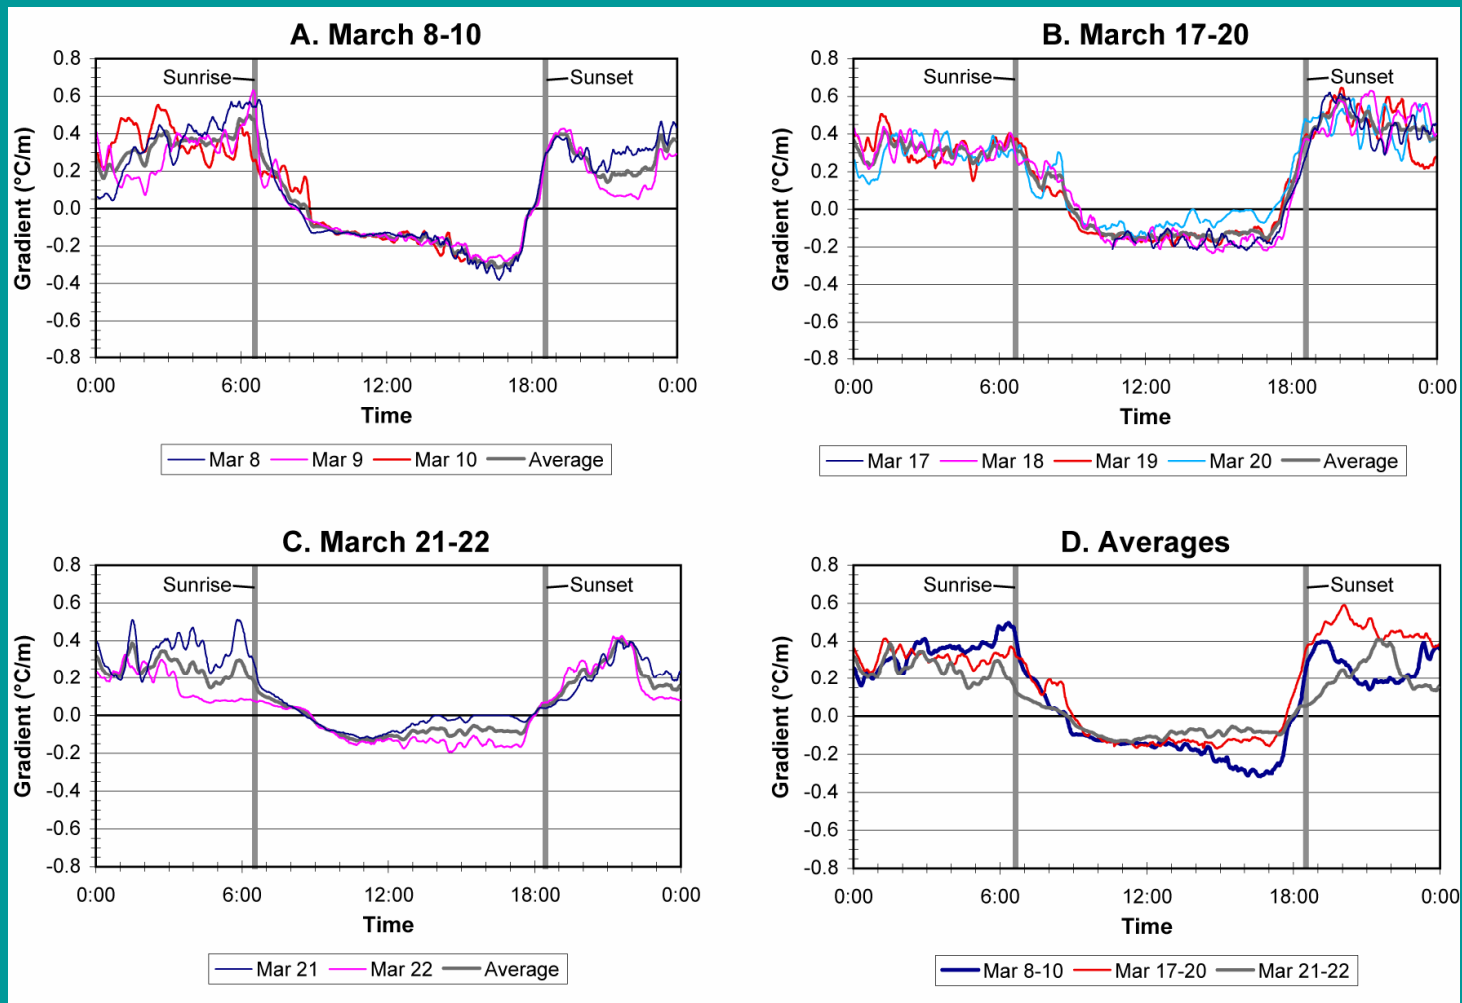 A. March 8-10
0.8
0.6
0.4
0.2
0.0
-0.2
-0.4
-0.6
-0.8
Gradient (°C/m)
Sunrise
Sunset
0:00 6:00 12:00 18:00 0:00
Time
Mar 8 Mar 9 Mar 10 Average
B. March 17-20
0.8
0.6
0.4
0.2
0.0
-0.2
-0.4
-0.6
-0.8
Gradient (°C/m)
Sunrise
Sunset
0:00 6:00 12:00 18:00 0:00
Time
Mar 17 Mar 18 Mar 19 Mar 20 Average
C. March 21-22
0.8
0.6
0.4
0.2
0.0
-0.2
-0.4
-0.6
-0.8
Gradient (°C/m)
Sunrise
Sunset
0:00 6:00 12:00 18:00 0:00
Time
Mar 21 Mar 22 Average
D. Averages
0.8
0.6
0.4
0.2
0.0
-0.2
-0.4
-0.6
-0.8
Gradient (°C/m)
Sunrise
Sunset
0:00 6:00 12:00 18:00 0:00
Time
Mar 8-10 Mar 17-20 Mar 21-22